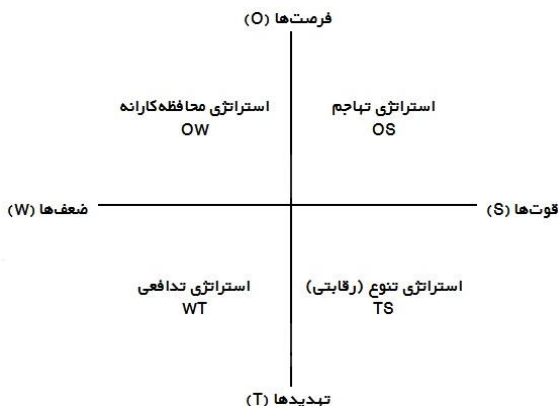 فرصت‌ها (O)
استراتژی تهاجم
OS
استراتژی محافظه‌کارانه
OW
قوت‌ها (S)
ضعف‌ها (W)
استراتژی تنوع (رقابتی)
TS
استراتژی تدافعی
WT
تهدیدها (T)